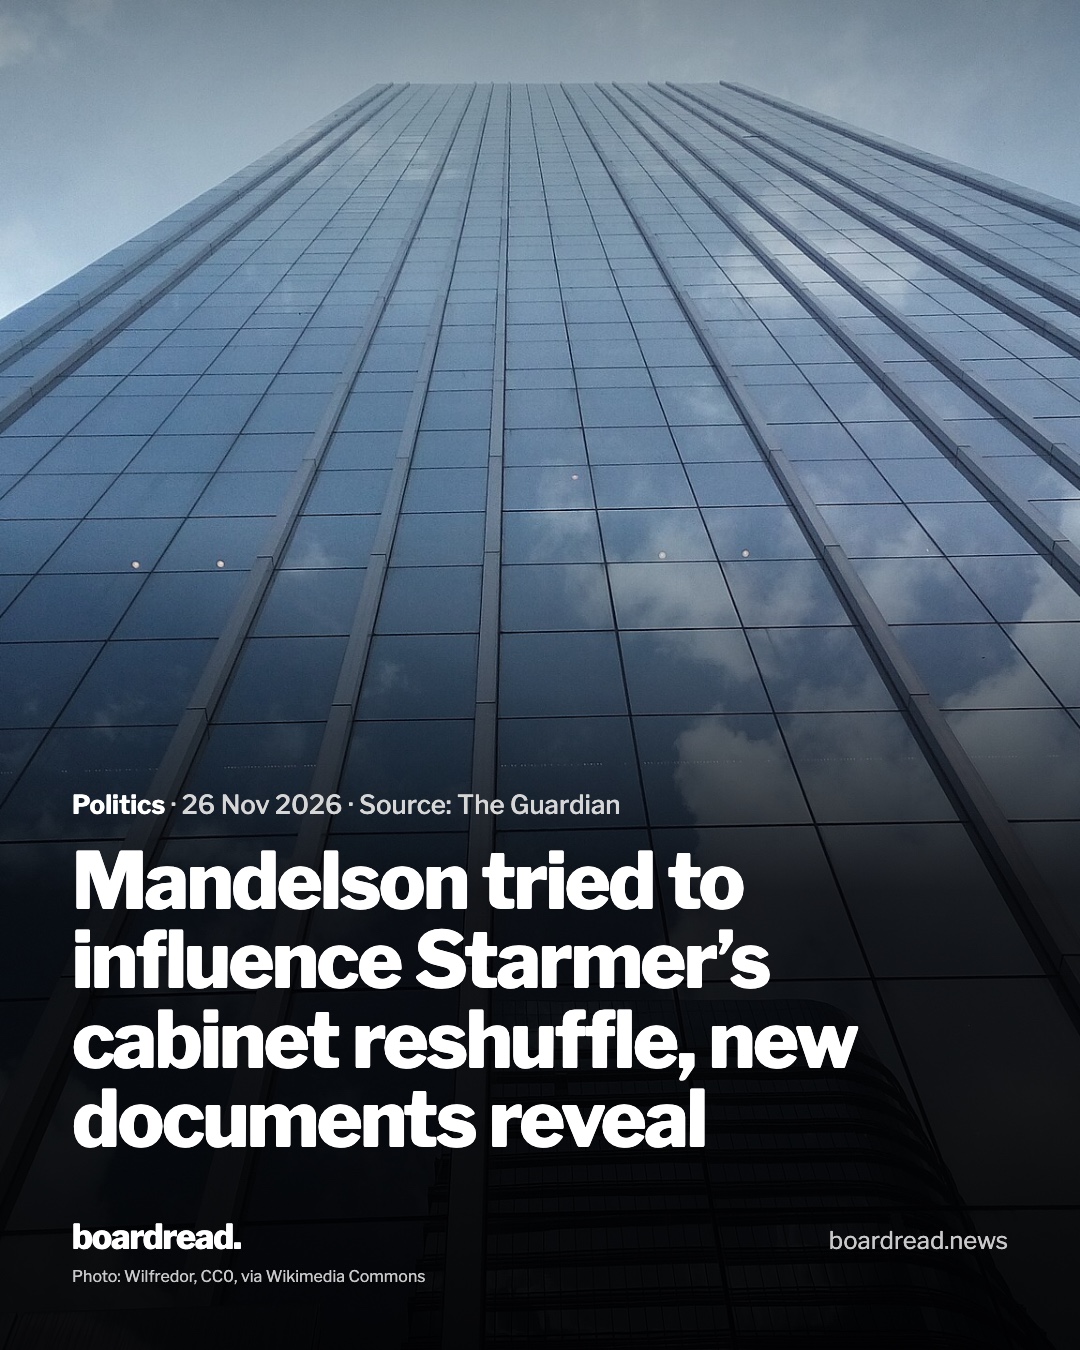 Politics · 26 Nov 2026 · Source: The Guardian
Mandelson tried to
influence Starmer’s
cabinet reshuffle, new
documents reveal
boardread.
boardread.news
Photo: Wilfredor, CC0, via Wikimedia Commons